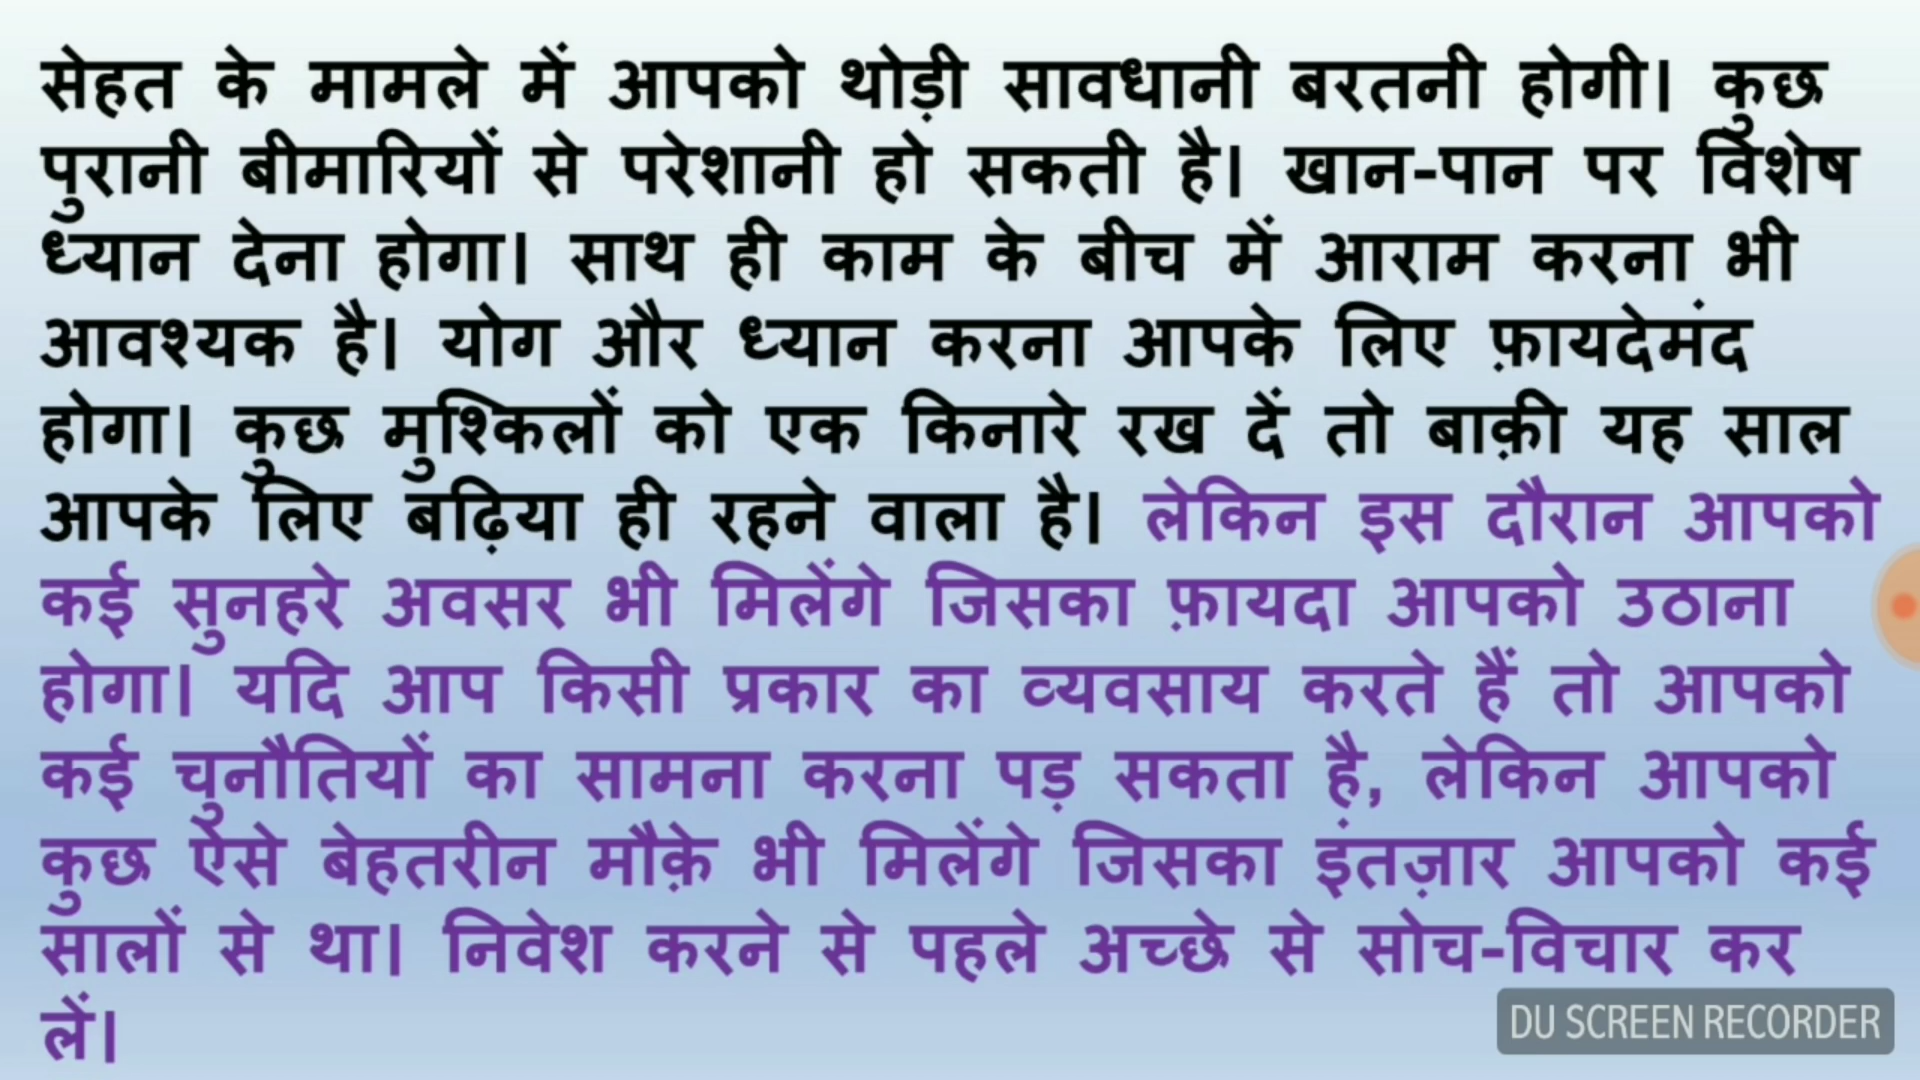 सेहत के मामले में आपको थोड़ी सावधानी बरतनी होगी। कुछ
पुरानी बीमारियों से परेशानी हो सकती है। खान-पान पर विशेष
ध्यान देना होगा। साथ ही काम के बीच में आराम करना भी
आवश्यक है। योग और ध्यान करना आपके लिए फ़ायदेमंद
होगा। कुछ मुश्किलों को एक किनारे रख दें तो बाक़ी यह साल
आपके लिए बढ़िया ही रहने वाला है। लेकिन इस दौरान आपको
कई सुनहरे अवसर भी मिलेंगे जिसका फ़ायदा आपको उठाना
होगा। यदि आप किसी प्रकार का व्यवसाय करते हैं तो आपको
कई चुनौतियों का सामना करना पड़ सकता है, लेकिन आपको
कुछ ऐसे बेहतरीन मौक़े भी मिलेंगे जिसका इंतज़ार आपको कई
सालों से था। निवेश करने से पहले अच्छे से सोच-विचार कर
लें।
DU SCREEN RECORDER